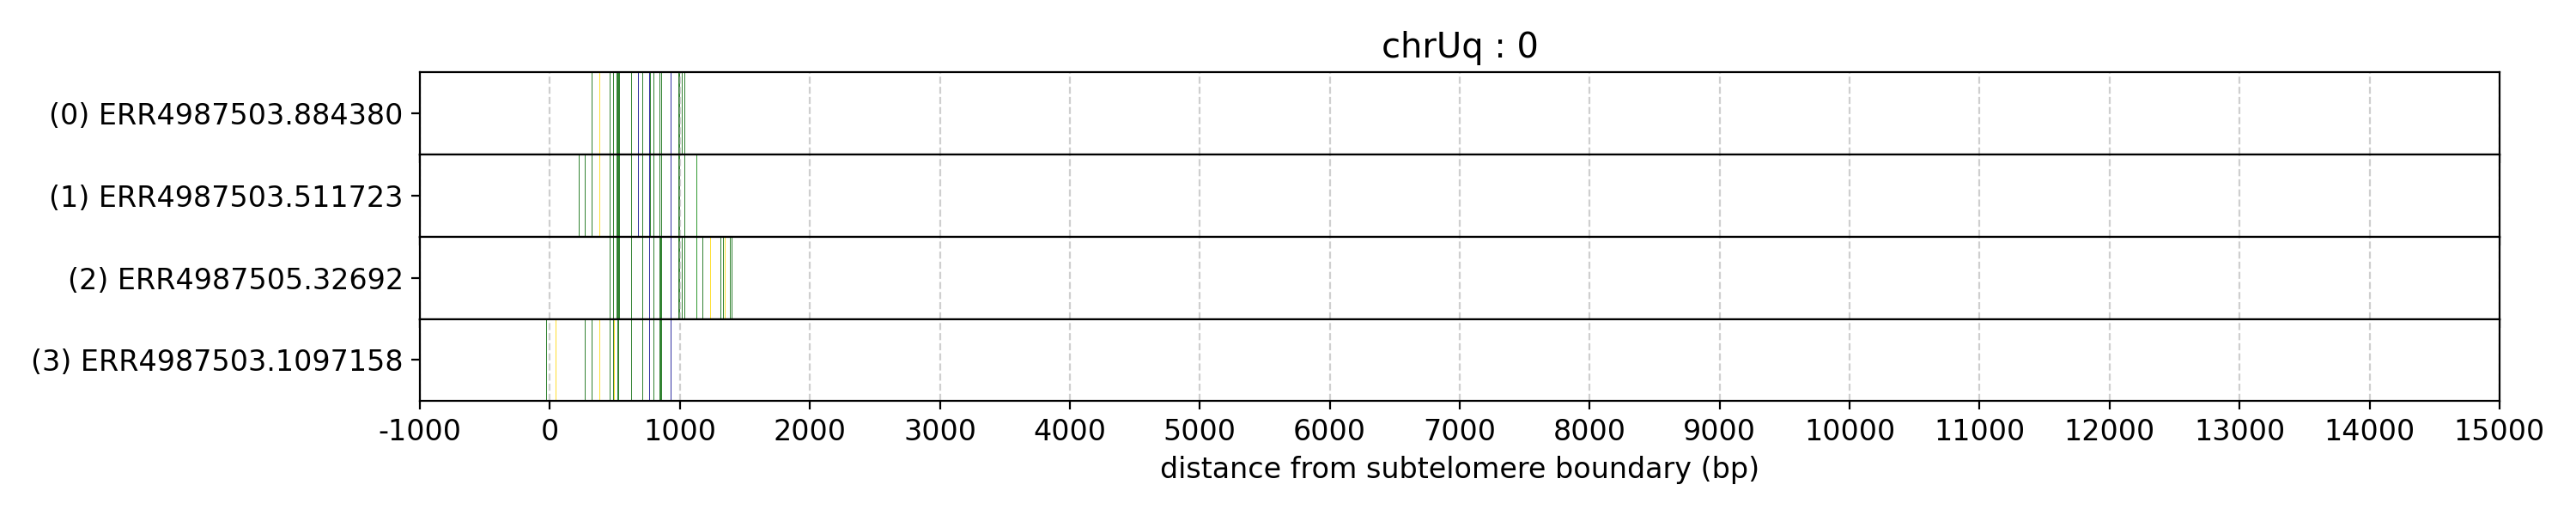 chrUq : 0
(0) ERR4987503.884380
(1) ERR4987503.511723
(2) ERR4987505.32692
(3) ERR4987503.1097158
-1000 0 1000 2000 3000 4000 5000 6000 7000 8000 9000 10000 11000 12000 13000 14000 15000
distance from subtelomere boundary (bp)